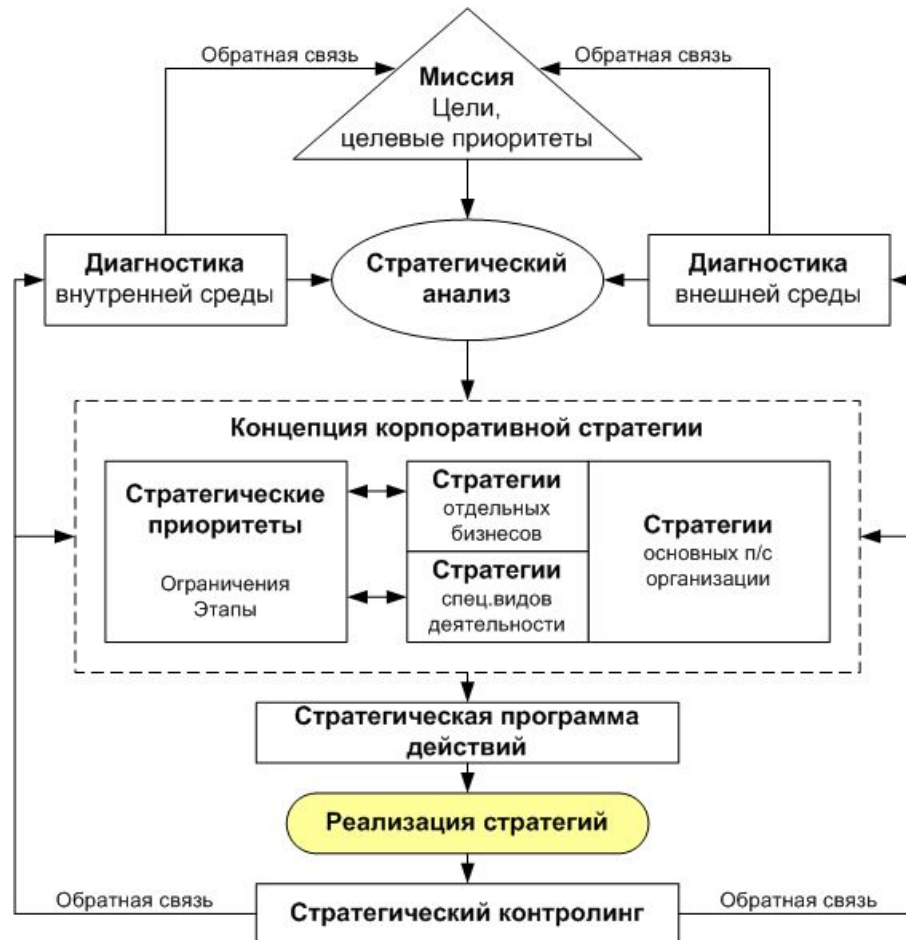 Обратная связь
Обратная связь
Миссия
Цели,
целевые приоритеты
Диагностика
внутренней среды
Стратегический
анализ
Диагностика
внешней среды
Концепция корпоративной стратегии
Стратегические
приоритеты
Ограничения
Этапы
Стратегии
отдельных
бизнесов
Стратегии
спец.видов
деятельности
Стратегии
основных п/с
организации
Стратегическая программа
действий
Реализация стратегий
Обратная связь
Стратегический контролинг
Обратная связь